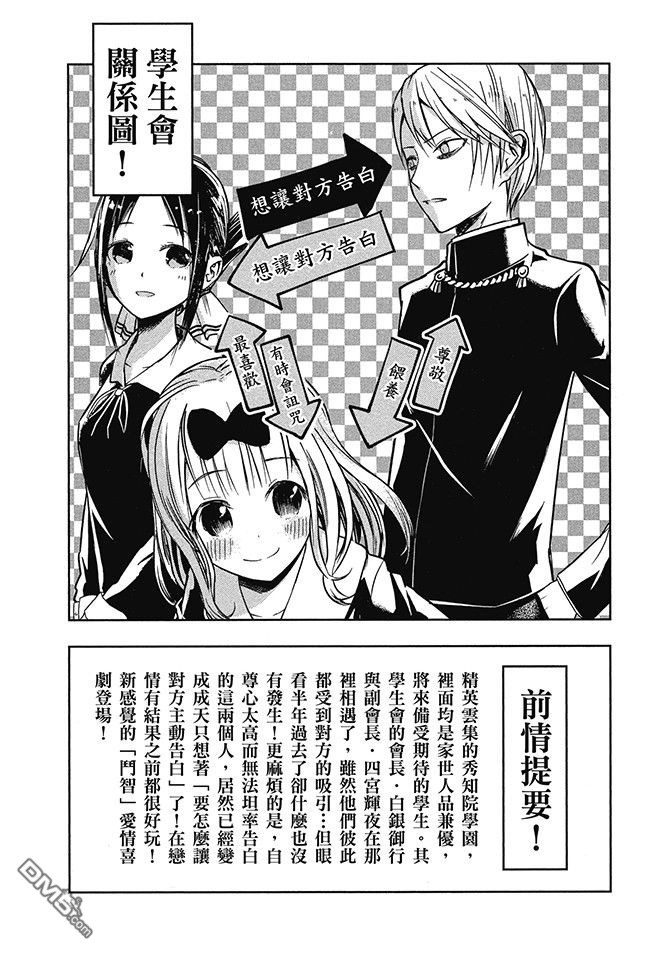 學生會
關係圖！
想讓對方告白
想讓對方告白
尊敬
餵養
有時會詛咒
最喜歡
前情提要！
精英雲集的秀知院學園，
裡面均是家世人品兼優，
將來備受期待的學生。其
學生會的會長．白銀御行
與副會長．四宮輝夜在那
裡相遇了，雖然他們彼此
都受到對方的吸引…但眼
看半年過去了卻什麼也沒
有發生！更麻煩的是，自
尊心太高而無法坦率告白
的這兩個人，居然已經變
成成天只想著「要怎麼讓
對方主動告白」了！在戀
情有結果之前都很好玩！
新感覺的「鬥智」愛情喜
劇登場！